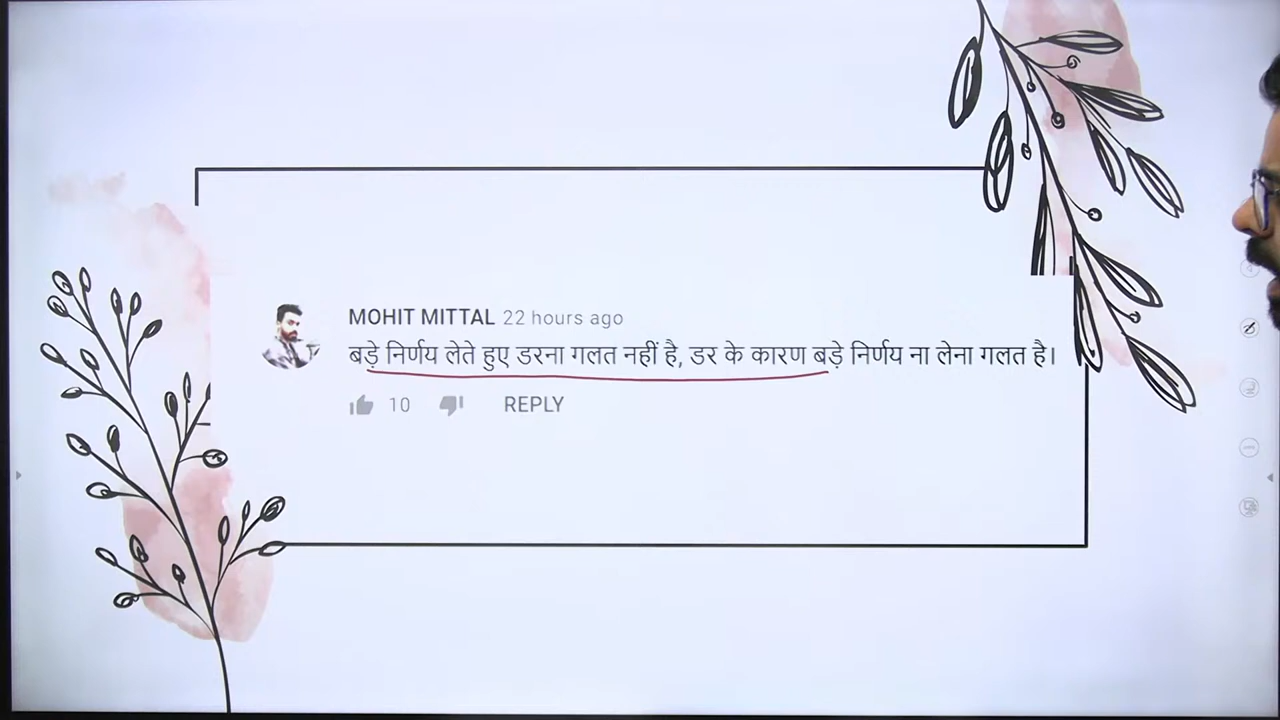 MOHIT MITTAL 22 hours ago
बड़े निर्णय लेते हुए डरना गलत नहीं है, डर के कारण बड़े निर्णय ना लेना गलत है।
10 REPLY